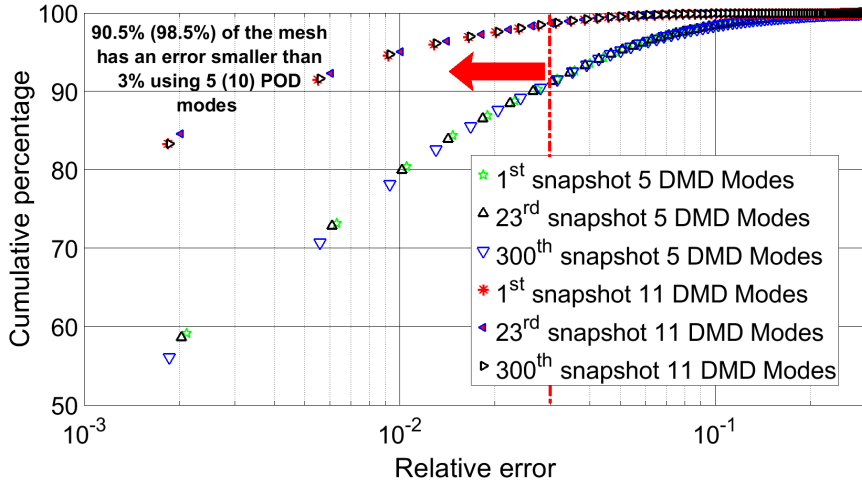 100
90
80
70
60
50
Cumulative percentage
90.5% (98.5%) of the mesh
has an error smaller than
3% using 5 (10) POD
modes
1st snapshot 5 DMD Modes
23rd snapshot 5 DMD Modes
300th snapshot 5 DMD Modes
1st snapshot 11 DMD Modes
23rd snapshot 11 DMD Modes
300th snapshot 11 DMD Modes
10-3 10-2 10-1
Relative error